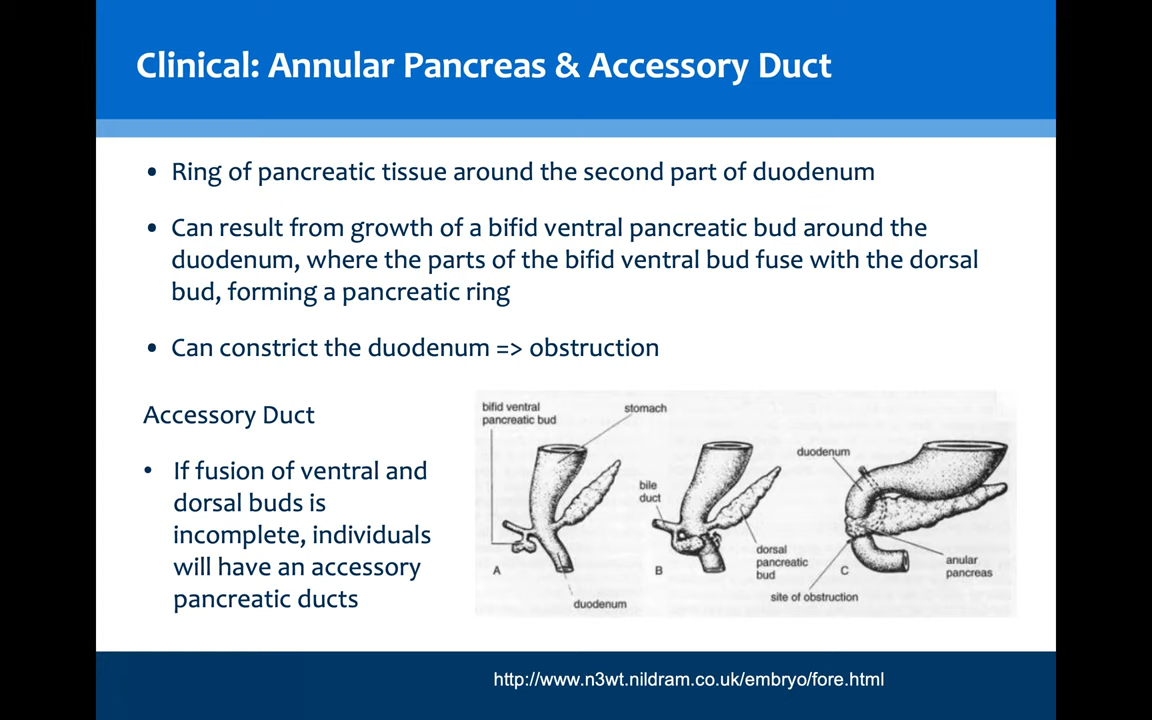 Clinical: Annular Pancreas & Accessory Duct
• Ring of pancreatic tissue around the second part of duodenum
• Can result from growth of a bifid ventral pancreatic bud around the
duodenum, where the parts of the bifid ventral bud fuse with the dorsal
bud, forming a pancreatic ring
• Can constrict the duodenum => obstruction
Accessory Duct
• If fusion of ventral and
dorsal buds is
incomplete, individuals
will have an accessory
pancreatic ducts
bifid ventral
pancreatic bud
stomach
duodenum
bile
duct
dorsal
pancreatic
bud
anular
pancreas
A
B
C
site of obstruction
duodenum
http://www.n3wt.nildram.co.uk/embryo/fore.html